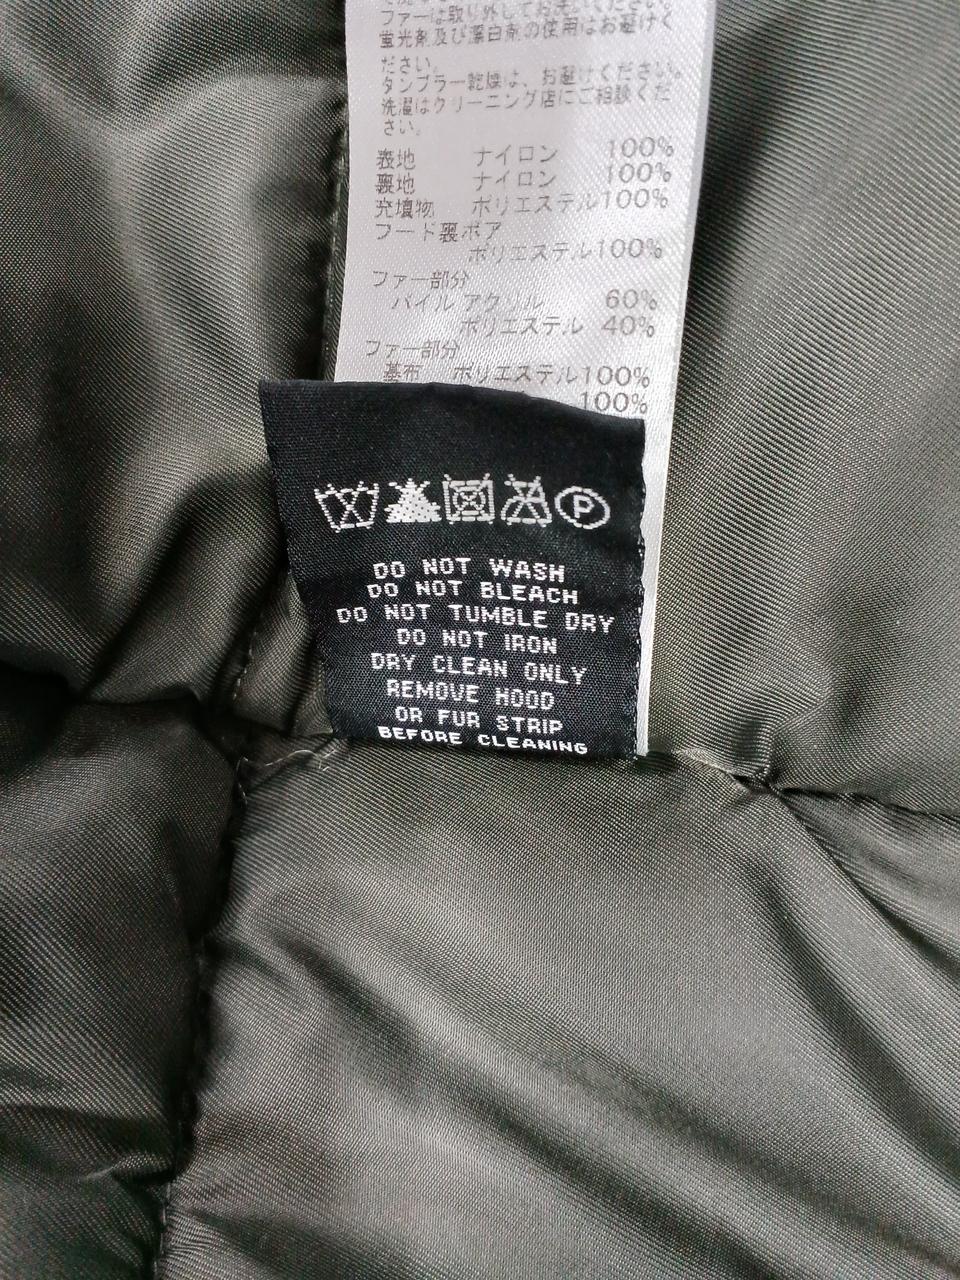 ファーは取り外してお手洗いください。
蛍光剤及び漂白剤の使用はお避けく
ださい。
タンブラー乾燥は、お避けください。
洗濯はクリーニング店にご相談くだ
さい。
表地 ナイロン 100%
裏地 ナイロン 100%
充填物 ポリエステル100%
フード裏ボア
ポリエステル100%
ファー部分
パイル アクリル 60%
ポリエステル 40%
ファー部分
基布 ポリエステル100%
100%
P
DO NOT WASH
DO NOT BLEACH
DO NOT TUMBLE DRY
DO NOT IRON
DRY CLEAN ONLY
REMOVE HOOD
OR FUR STRIP
BEFORE CLEANING